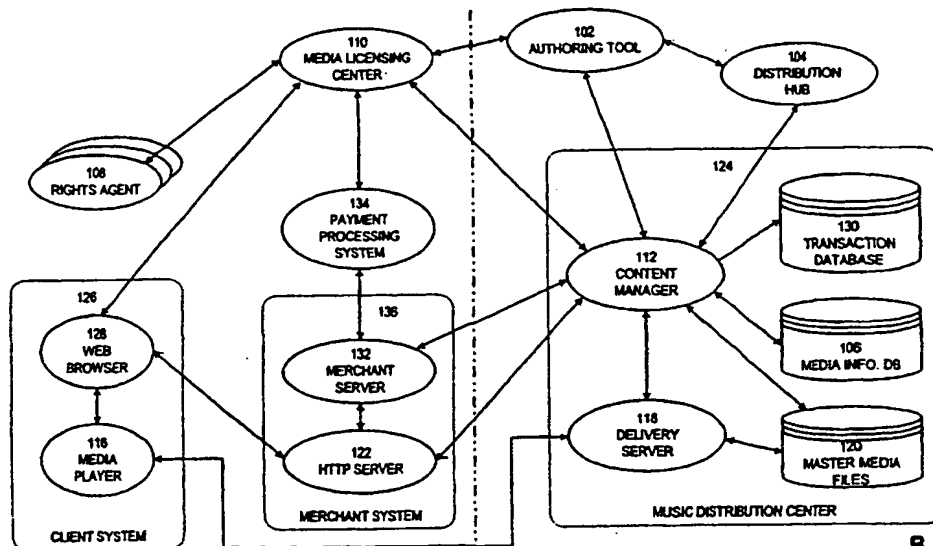 110
MEDIA LICENSING
CENTER
102
AUTHORING TOOL
104
DISTRIBUTION
HUB
108
RIGHTS AGENT
134
PAYMENT
PROCESSING
SYSTEM
124
130
TRANSACTION
DATABASE
112
CONTENT
MANAGER
126
128
WEB
BROWSER
136
132
MERCHANT
SERVER
106
MEDIA INFO. DB
116
MEDIA
PLAYER
122
HTTP SERVER
118
DELIVERY
SERVER
120
MASTER MEDIA
FILES
CLIENT SYSTEM
MERCHANT SYSTEM
MUSIC DISTRIBUTION CENTER